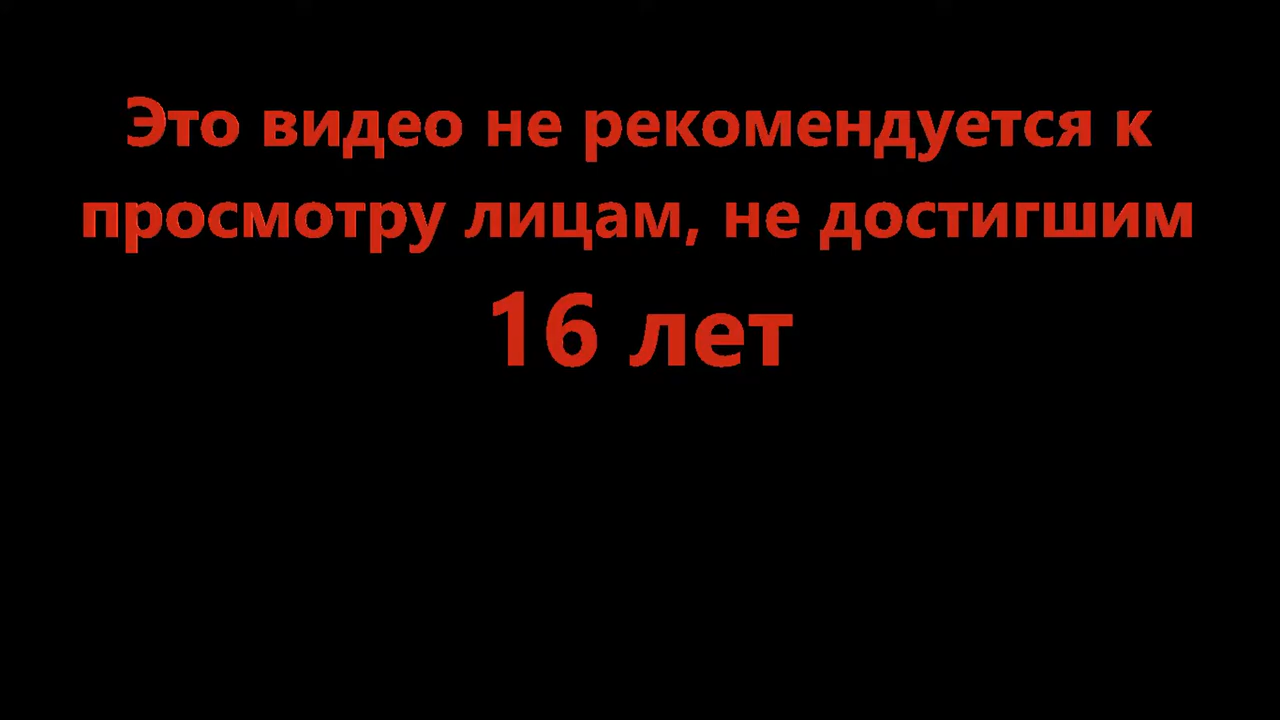 Это видео не рекомендуется к
просмотру лицам, не достигшим
16 лет